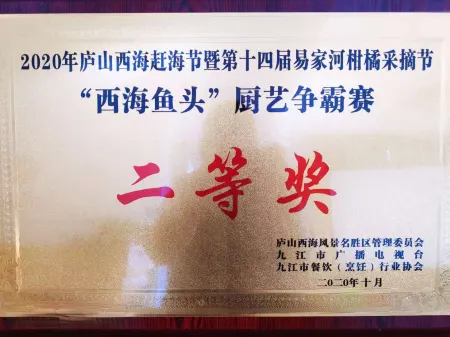 2020年庐山西海赶海节暨第十四届易家河柑橘采摘节
“西海鱼头”厨艺争霸赛
二等奖
庐山西海风景名胜区管理委员会
九江市广播电视台
九江市餐饮（烹饪）行业协会
二〇二〇年十月